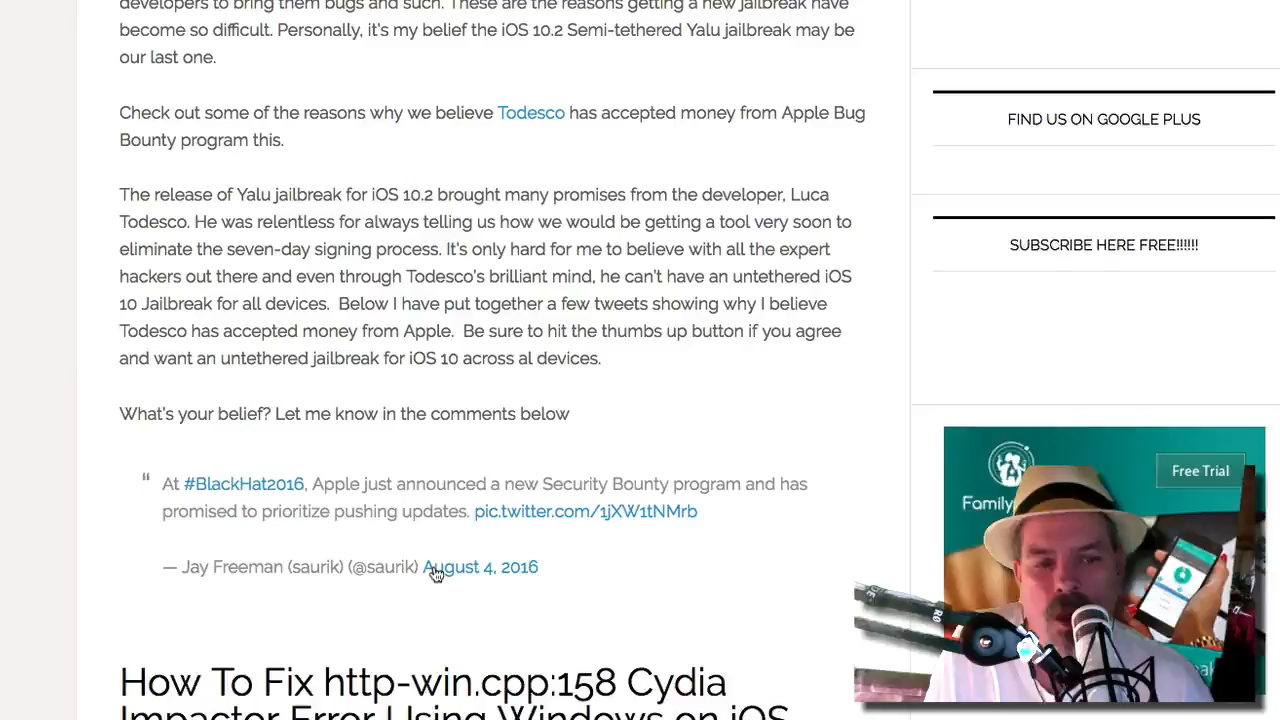 developers to bring them bugs and such. These are the reasons getting a new jailbreak have
become so difficult. Personally, it's my belief the iOS 10.2 Semi-tethered Yalu jailbreak may be
our last one.
Check out some of the reasons why we believe Todesco has accepted money from Apple Bug
Bounty program this.
The release of Yalu jailbreak for iOS 10.2 brought many promises from the developer, Luca
Todesco. He was relentless for always telling us how we would be getting a tool very soon to
eliminate the seven-day signing process. It's only hard for me to believe with all the expert
hackers out there and even through Todesco's brilliant mind, he can't have an untethered iOS
10 Jailbreak for all devices.  Below I have put together a few tweets showing why I believe
Todesco has accepted money from Apple.  Be sure to hit the thumbs up button if you agree
and want an untethered jailbreak for iOS 10 across al devices.
What's your belief? Let me know in the comments below
“ At #BlackHat2016, Apple just announced a new Security Bounty program and has
promised to prioritize pushing updates. pic.twitter.com/1jXW1tNMrb
— Jay Freeman (saurik) (@saurik) August 4, 2016
How To Fix http-win.cpp:158 Cydia
Impactor Error Using Windows on iOS
FIND US ON GOOGLE PLUS
SUBSCRIBE HERE FREE!!!!!!
Free Trial
Family